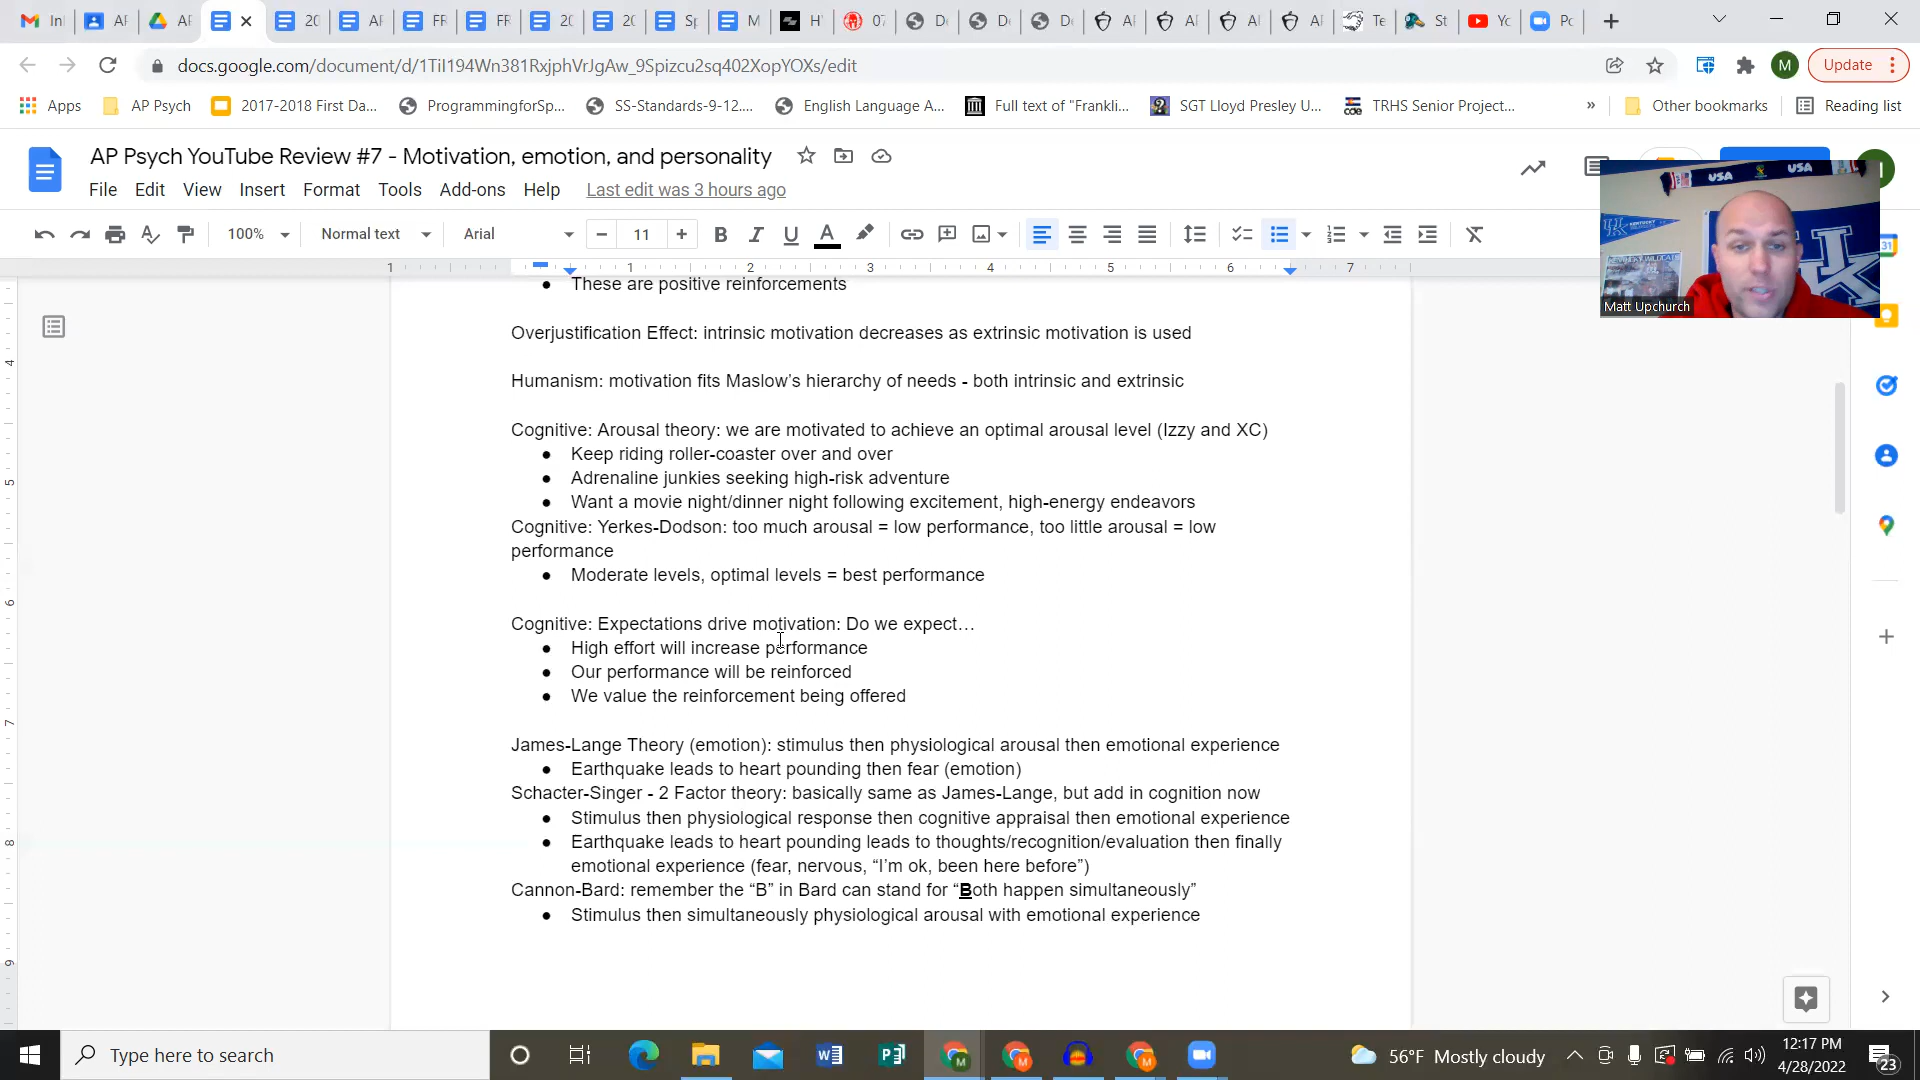 docs.google.com/document/d/1TiI194Wn381RxjphVrJgAw_9Spizcu2sq402XopYOXs/edit
Update
Apps
AP Psych
2017-2018 First Da...
ProgrammingforSp...
SS-Standards-9-12....
English Language A...
Full text of "Frankli...
SGT Lloyd Presley U...
TRHS Senior Project...
»
Other bookmarks
Reading list
AP Psych YouTube Review #7 - Motivation, emotion, and personality
File Edit View Insert Format Tools Add-ons Help Last edit was 3 hours ago
100% Normal text Arial 11
1 1 2 3 4 5 6 7
USA USA
Matt Upchurch
● These are positive reinforcements
Overjustification Effect: intrinsic motivation decreases as extrinsic motivation is used
Humanism: motivation fits Maslow's hierarchy of needs - both intrinsic and extrinsic
Cognitive: Arousal theory: we are motivated to achieve an optimal arousal level (Izzy and XC)
● Keep riding roller-coaster over and over
● Adrenaline junkies seeking high-risk adventure
● Want a movie night/dinner night following excitement, high-energy endeavors
Cognitive: Yerkes-Dodson: too much arousal = low performance, too little arousal = low
performance
● Moderate levels, optimal levels = best performance
Cognitive: Expectations drive motivation: Do we expect…
● High effort will increase performance
● Our performance will be reinforced
● We value the reinforcement being offered
James-Lange Theory (emotion): stimulus then physiological arousal then emotional experience
● Earthquake leads to heart pounding then fear (emotion)
Schacter-Singer - 2 Factor theory: basically same as James-Lange, but add in cognition now
● Stimulus then physiological response then cognitive appraisal then emotional experience
● Earthquake leads to heart pounding leads to thoughts/recognition/evaluation then finally
emotional experience (fear, nervous, “I’m ok, been here before”)
Cannon-Bard: remember the “B” in Bard can stand for “Both happen simultaneously”
● Stimulus then simultaneously physiological arousal with emotional experience
Type here to search
56°F Mostly cloudy
12:17 PM
4/28/2022
23